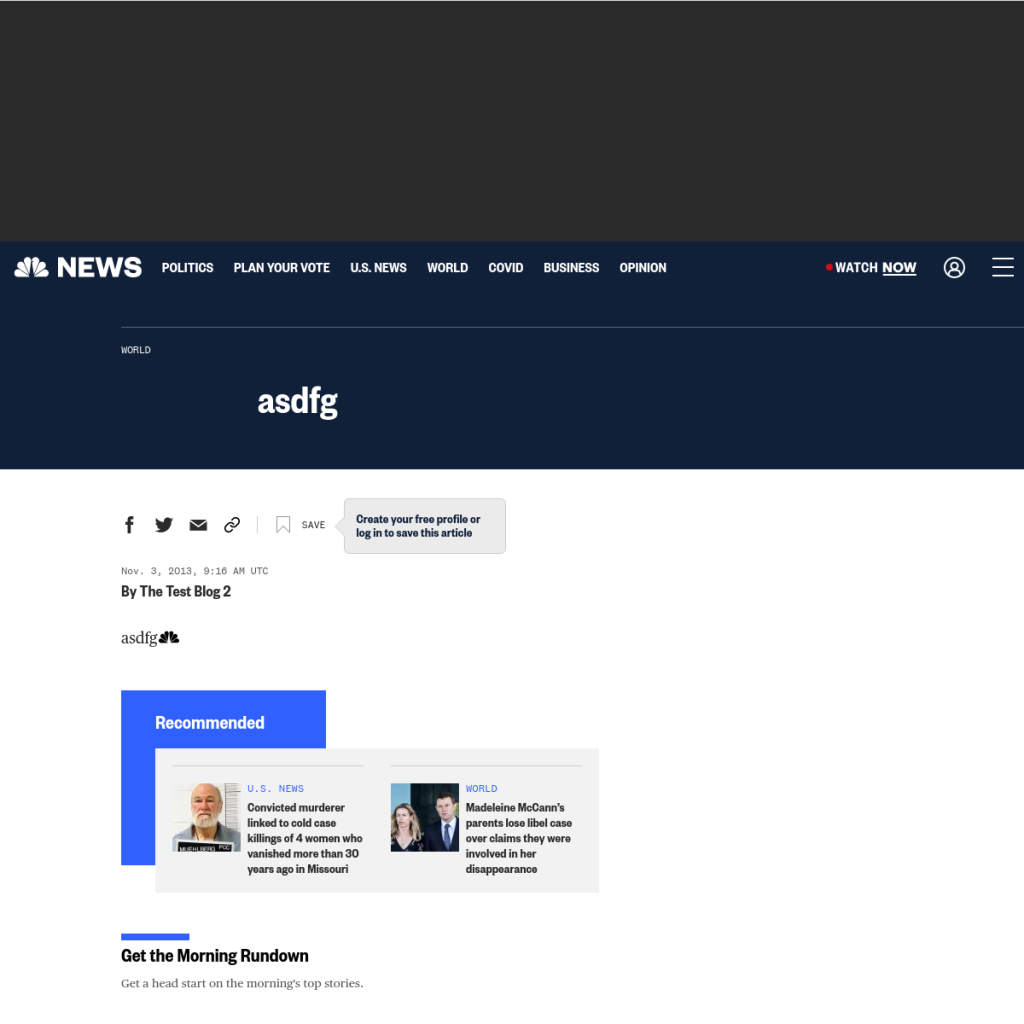 NEWS POLITICS PLAN YOUR VOTE U.S. NEWS WORLD COVID BUSINESS OPINION WATCH NOW
WORLD
asdfg
SAVE
Create your free profile or
log in to save this article
Nov. 3, 2013, 9:16 AM UTC
By The Test Blog 2
asdfg
Recommended
U.S. NEWS
Convicted murderer
linked to cold case
killings of 4 women who
vanished more than 30
years ago in Missouri
MUEHLBERG PCC
WORLD
Madeleine McCann's
parents lose libel case
over claims they were
involved in her
disappearance
Get the Morning Rundown
Get a head start on the morning's top stories.